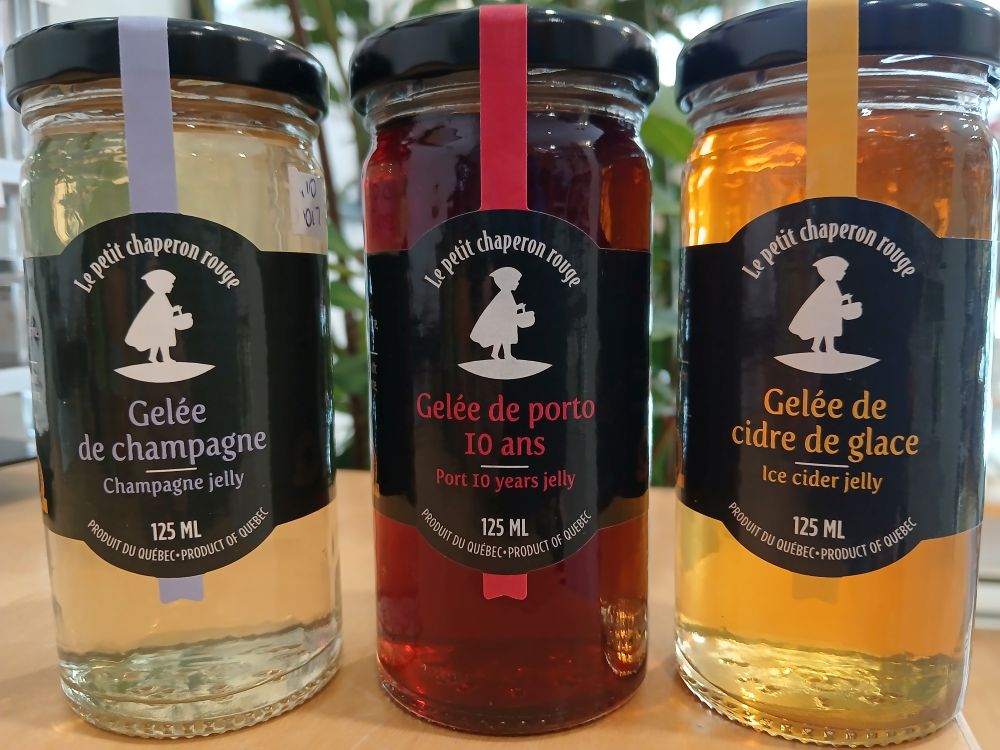 Le petit chaperon rouge
Gelée
de champagne
Champagne jelly
125 ML
PRODUIT DU QUÉBEC•PRODUCT OF QUEBEC
Le petit chaperon rouge
Gelée de porto
10 ans
Port 10 years jelly
125 ML
PRODUIT DU QUÉBEC•PRODUCT OF QUEBEC
Le petit chaperon rouge
Gelée de
cidre de glace
Ice cider jelly
125 ML
PRODUIT DU QUÉBEC•PRODUCT OF QUEBEC